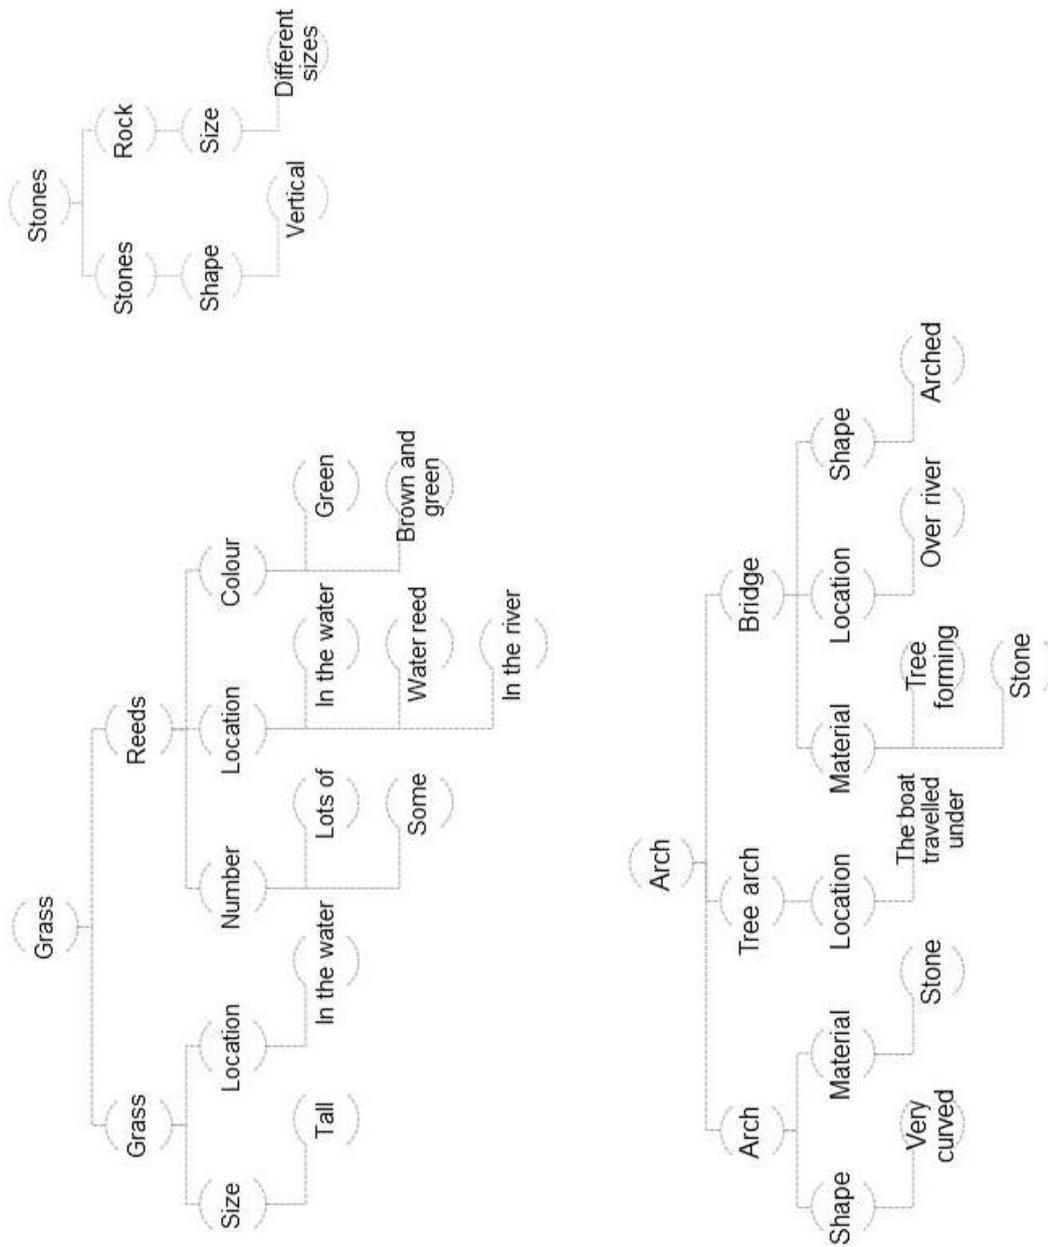 Grass
Grass
Reeds
Size
Location
Number
Location
Colour
Tall
In the water
Lots of
Some
In the water
Water reed
In the river
Green
Brown and
green
Stones
Stones
Rock
Shape
Size
Vertical
Different
sizes
Arch
Arch
Tree arch
Bridge
Shape
Material
Location
Material
Location
Shape
Very
curved
Stone
The boat
travelled
under
Tree
forming
Stone
Over river
Arched